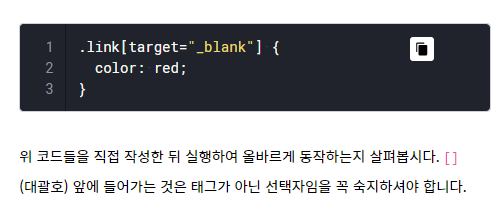 1 .link[target="_blank"] {
2 color: red;
3 }
위 코드들을 직접 작성한 뒤 실행하여 올바르게 동작하는지 살펴봅시다. []
(대괄호) 앞에 들어가는 것은 태그가 아닌 선택자임을 꼭 숙지하셔야 합니다.